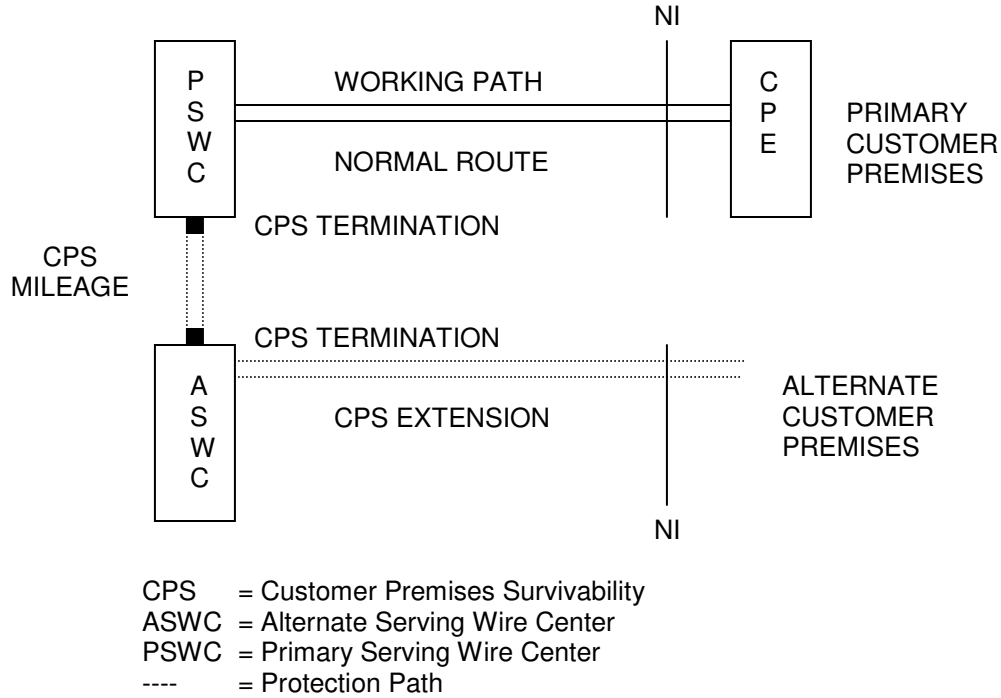 NI
P
S
W
C
WORKING PATH
NORMAL ROUTE
C
P
E
PRIMARY
CUSTOMER
PREMISES
CPS TERMINATION
CPS
MILEAGE
CPS TERMINATION
A
S
W
C
CPS EXTENSION
ALTERNATE
CUSTOMER
PREMISES
NI
CPS = Customer Premises Survivability
ASWC = Alternate Serving Wire Center
PSWC = Primary Serving Wire Center
---- = Protection Path